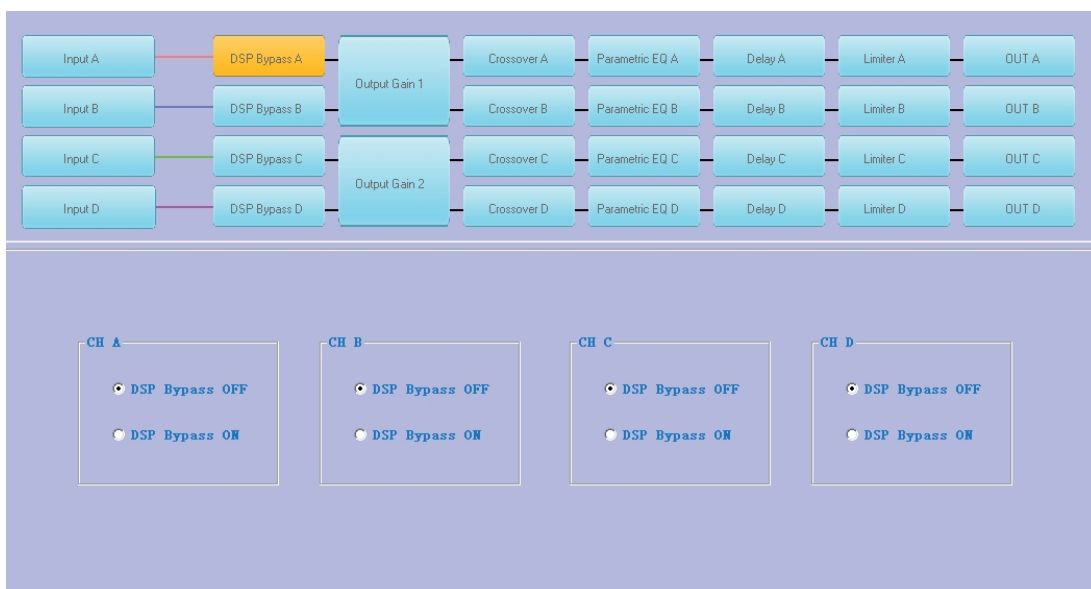 Input A DSP Bypass A Output Gain 1 Crossover A Parametric EQ A Delay A Limiter A OUT A
Input B DSP Bypass B Crossover B Parametric EQ B Delay B Limiter B OUT B
Input C DSP Bypass C Output Gain 2 Crossover C Parametric EQ C Delay C Limiter C OUT C
Input D DSP Bypass D Crossover D Parametric EQ D Delay D Limiter D OUT D
CH A CH B CH C CH D
DSP Bypass OFF DSP Bypass OFF DSP Bypass OFF DSP Bypass OFF
DSP Bypass ON DSP Bypass ON DSP Bypass ON DSP Bypass ON